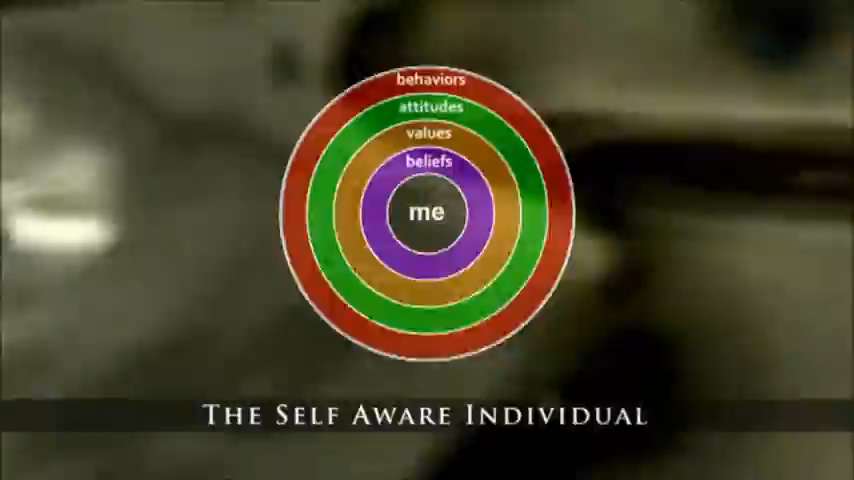 behaviors
attitudes
values
beliefs
me
THE SELF AWARE INDIVIDUAL